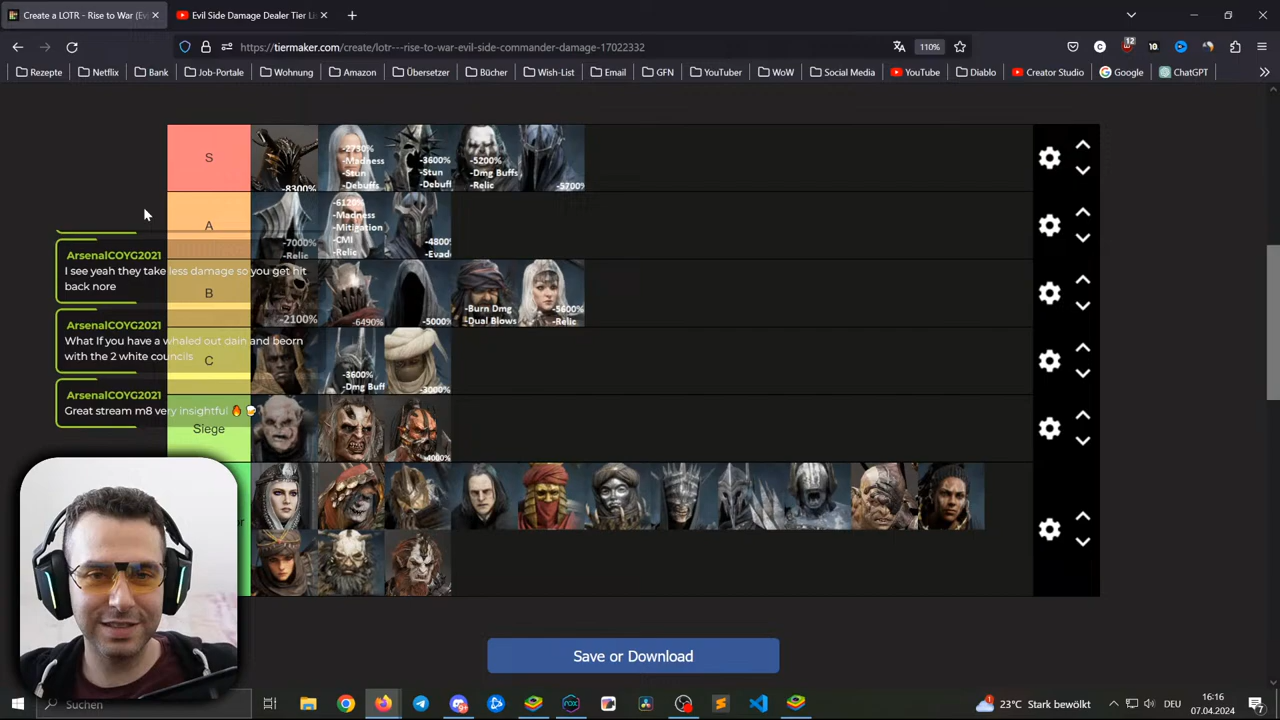 Create a LOTR - Rise to War (Ev
Evil Side Damage Dealer Tier Li
https://tiermaker.com/create/lotr---rise-to-war-evil-side-commander-damage-17022332
110%
12
10.
Rezepte
Netflix
Bank
Job-Portale
Wohnung
Amazon
Übersetzer
Bücher
Wish-List
Email
GFN
YouTuber
WoW
Social Media
YouTube
Diablo
Creator Studio
Google
ChatGPT
S
-8300%
-2730%
-Madness
-Stun
-Debuffs
-3600%
-Stun
-Debuff
-5200%
-Dmg Buffs
-Relic
-5700%
A
-7000%
-Relic
-6120%
-Madness
-Mitigation
-CMI
-Relic
-4800%
-Evade
B
-2100%
-6490%
-5000%
-Burn Dmg
Dual Blows
-5600%
-Relic
C
-3600%
-Dmg Buff
-3000%
Siege
-4000%
or
ArsenalCOYG2021
I see yeah they take less damage so you get hit
back nore
ArsenalCOYG2021
What If you have a whaled out dain and beorn
with the 2 white councils
ArsenalCOYG2021
Great stream m8 very insightful 🔥 🍺
Save or Download
Suchen
23°C Stark bewölkt
DEU
16:16
07.04.2024